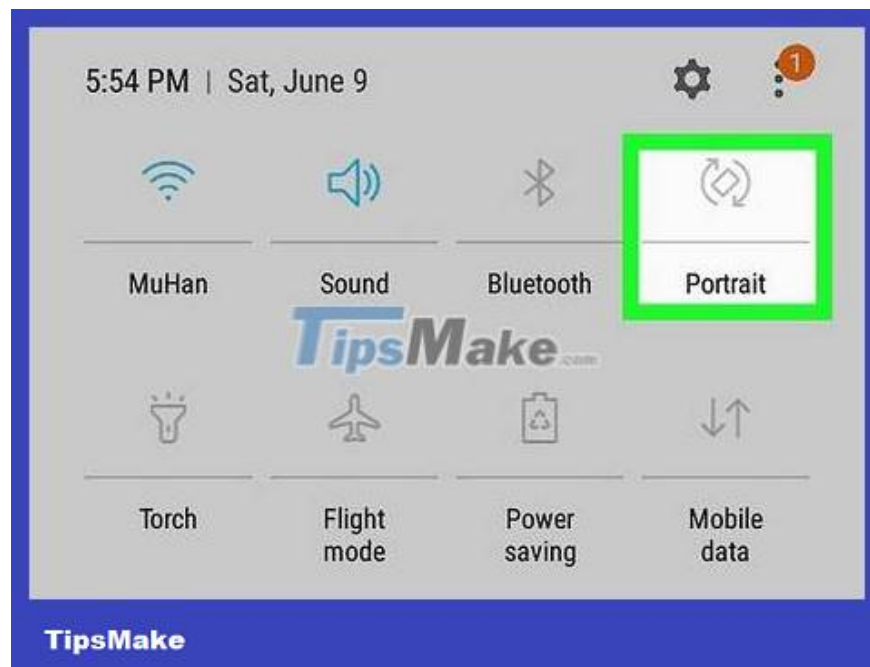 5:54 PM | Sat, June 9
1
MuHan
Sound
Bluetooth
Portrait
TipsMake.com
Torch
Flight
mode
Power
saving
Mobile
data
TipsMake